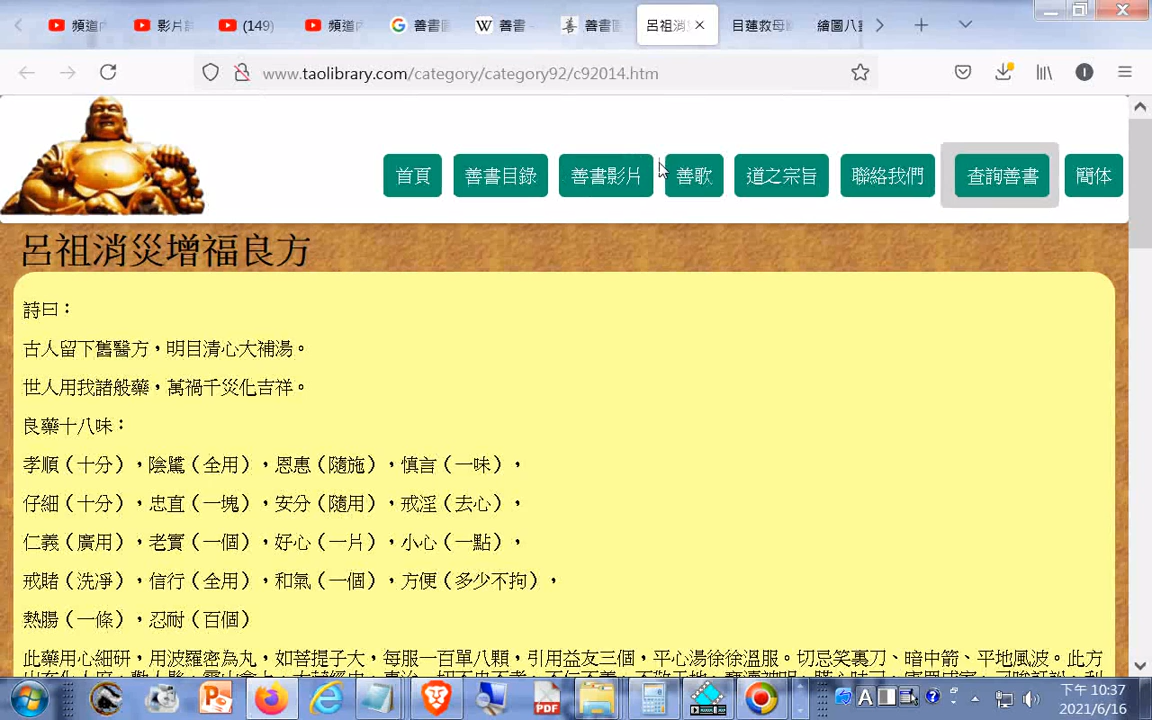 頻道
影片
(149)
頻道
善書
善書
善書
呂祖消
目蓮救母
繪圖八
www.taolibrary.com/category/category92/c92014.htm
首頁
善書目錄
善書影片
善歌
道之宗旨
聯絡我們
查詢善書
簡体
呂祖消災增福良方
詩曰：
古人留下舊醫方，明目清心大補湯。
世人用我諸般藥，萬禍千災化吉祥。
良藥十八味：
孝順（十分），陰騭（全用），恩惠（隨施），慎言（一味），
仔細（十分），忠直（一塊），安分（隨用），戒淫（去心），
仁義（廣用），老實（一個），好心（一片），小心（一點），
戒賭（洗凈），信行（全用），和氣（一個），方便（多少不拘），
熱腸（一條），忍耐（百個）
此藥用心細研，用波羅密為丸，如菩提子大，每服一百單八顆，引用益友三個，平心湯徐徐溫服。切忌笑裏刀、暗中箭、平地風波。此方
下午 10:37
2021/6/16